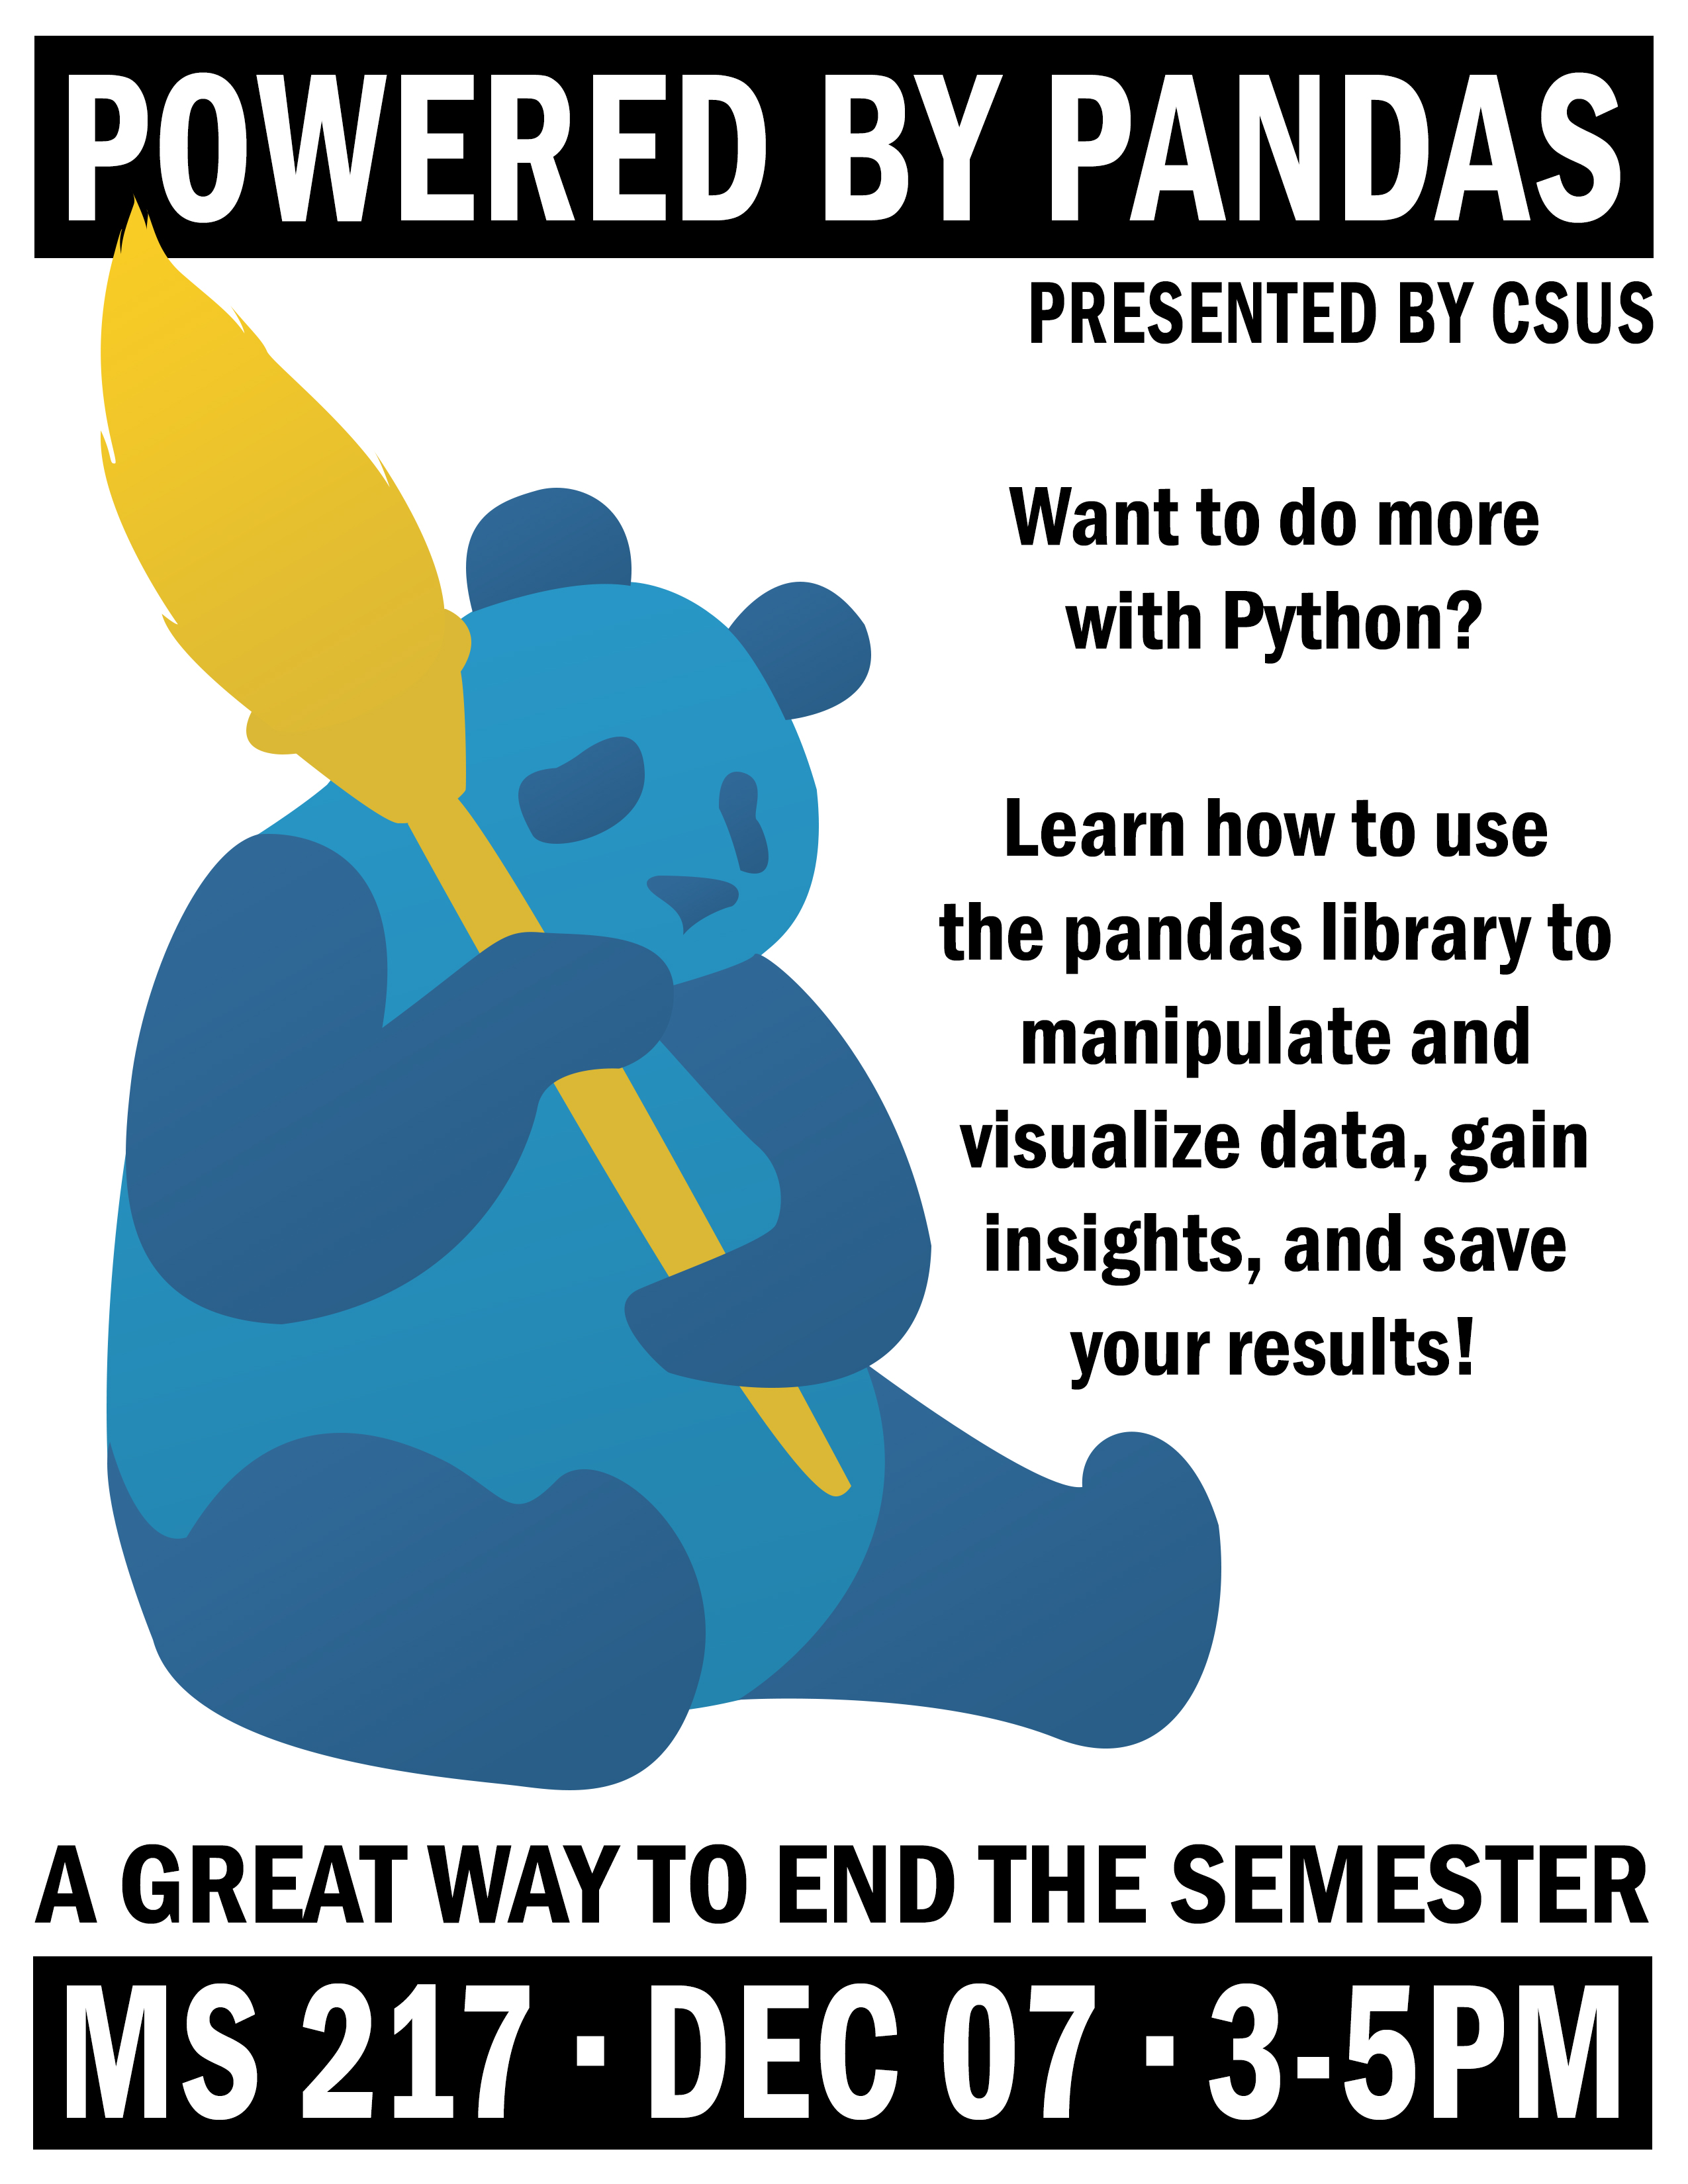 POWERED BY PANDAS
PRESENTED BY CSUS
Want to do more
with Python?
Learn how to use
the pandas library to
manipulate and
visualize data, gain
insights, and save
your results!
A GREAT WAY TO END THE SEMESTER
MS 217 · DEC 07 · 3-5PM